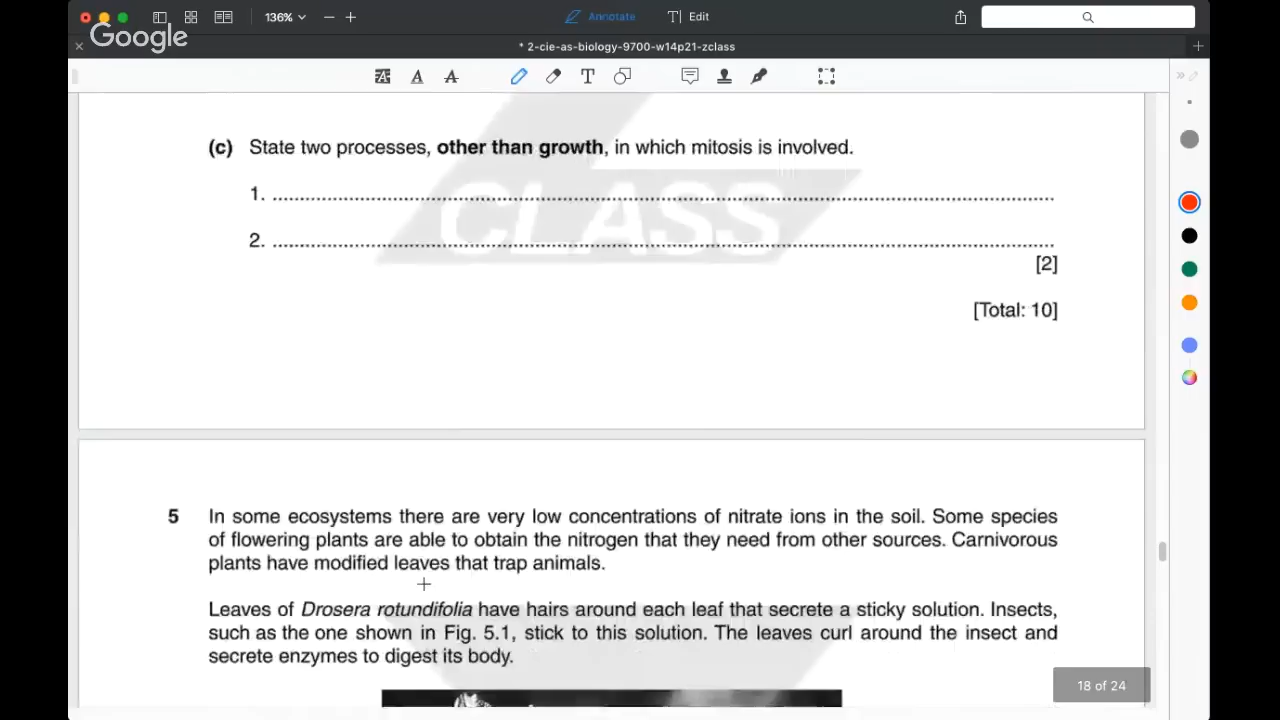 136%
Annotate
Edit
Google
* 2-cie-as-biology-9700-w14p21-zclass
(c) State two processes, other than growth, in which mitosis is involved.
CLASS
1. ................................................................
2. ................................................................
[2]
[Total: 10]
5 In some ecosystems there are very low concentrations of nitrate ions in the soil. Some species
of flowering plants are able to obtain the nitrogen that they need from other sources. Carnivorous
plants have modified leaves that trap animals.
Leaves of Drosera rotundifolia have hairs around each leaf that secrete a sticky solution. Insects,
such as the one shown in Fig. 5.1, stick to this solution. The leaves curl around the insect and
secrete enzymes to digest its body.
18 of 24